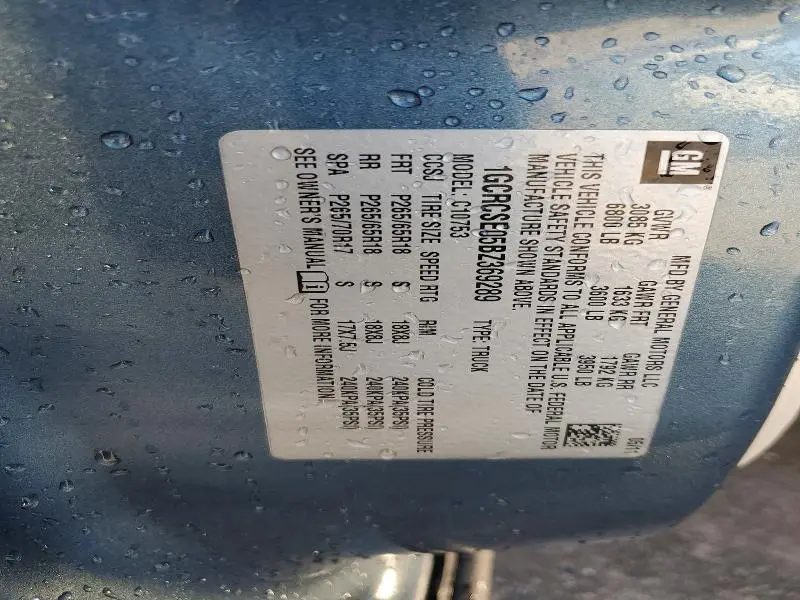 GM
MFD BY GENERAL MOTORS LLC 05/11
GVWR GAWR FRT GAWR RR
3085 KG 1633 KG 1792 KG
6800 LB 3600 LB 3950 LB
THIS VEHICLE CONFORMS TO ALL APPLICABLE U.S. FEDERAL MOTOR
VEHICLE SAFETY STANDARDS IN EFFECT ON THE DATE OF
MANUFACTURE SHOWN ABOVE.
1GCRCSE05BZ369269 TYPE: TRUCK
MODEL: C10753
CCSJ TIRE SIZE SPEED RTG RIM COLD TIRE PRESSURE
FRT P265/65R18 S 18X8J 240KPA(35PSI)
RR P265/65R18 S 18X8J 240KPA(35PSI)
SPA P265/70R17 S 17X7.5J 240KPA(35PSI)
SEE OWNER'S MANUAL FOR MORE INFORMATION.